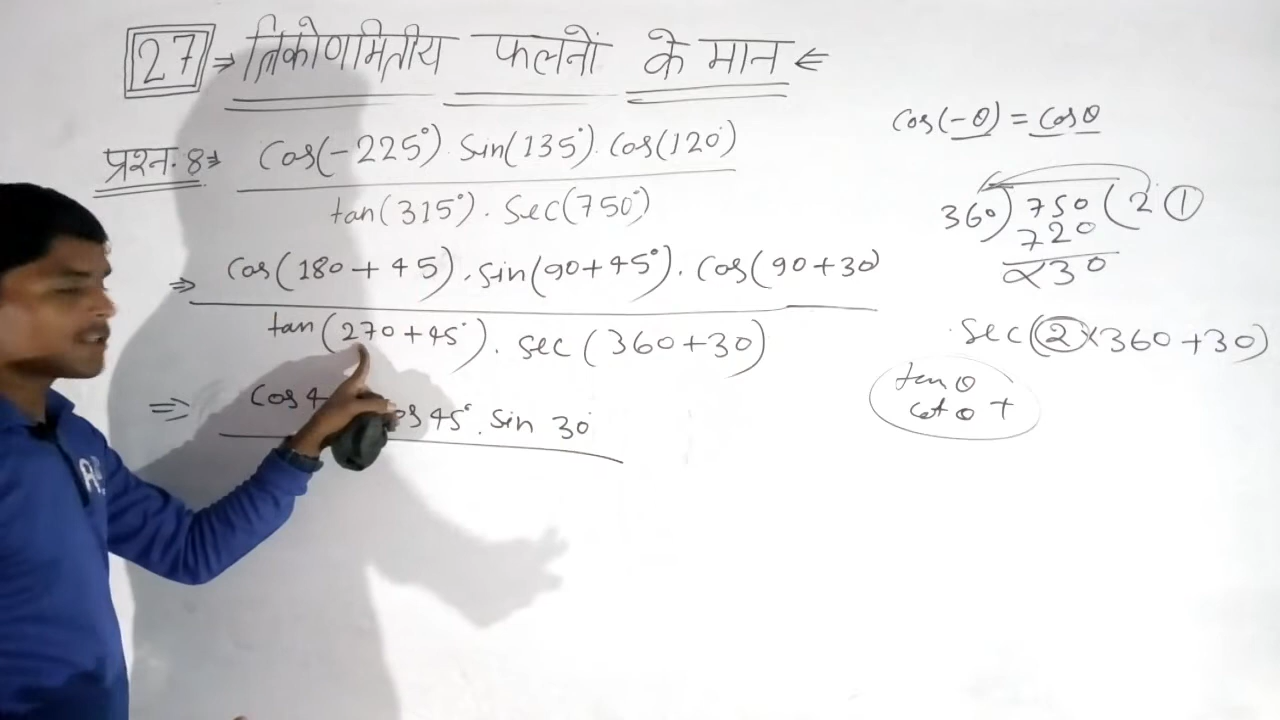 27 ⇒ त्रिकोणमितीय फलनों के मान ⇐
प्रश्न. 8⇒ Cos(-225°). Sin(135°). Cos(120°)
tan(315°). Sec(750°)
⇒ Cos(180+45). Sin(90+45°). Cos(90+30)
tan(270+45°). sec(360+30)
⇒ Cos 4 os 45°. Sin 30°
Cos(-θ) = Cosθ
360) 750 (2 ①
720
×30
Sec(2×360+30)
tan θ
cot θ +